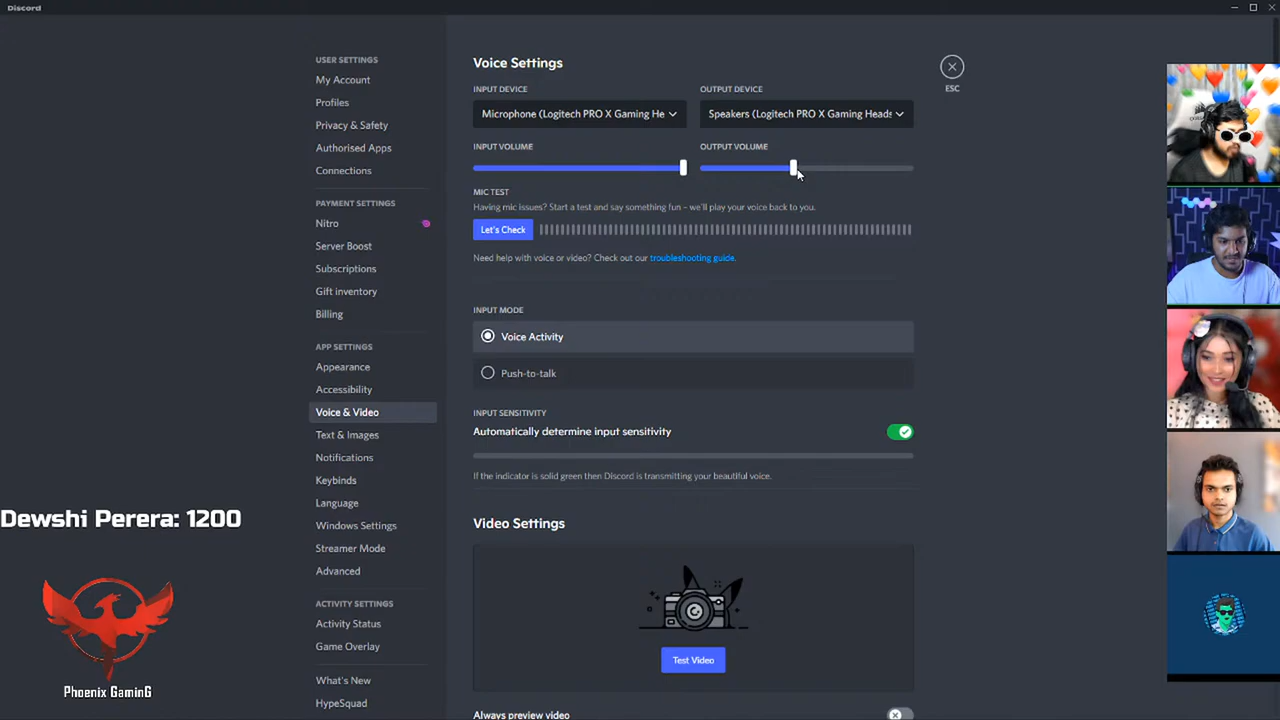 Discord
USER SETTINGS
My Account
Profiles
Privacy & Safety
Authorised Apps
Connections
PAYMENT SETTINGS
Nitro
Server Boost
Subscriptions
Gift inventory
Billing
APP SETTINGS
Appearance
Accessibility
Voice & Video
Text & Images
Notifications
Keybinds
Language
Windows Settings
Streamer Mode
Advanced
ACTIVITY SETTINGS
Activity Status
Game Overlay
What's New
HypeSquad
Voice Settings
ESC
INPUT DEVICE
Microphone (Logitech PRO X Gaming He
OUTPUT DEVICE
Speakers (Logitech PRO X Gaming Heads
INPUT VOLUME
OUTPUT VOLUME
MIC TEST
Having mic issues? Start a test and say something fun – we'll play your voice back to you.
Let's Check
Need help with voice or video? Check out our troubleshooting guide.
INPUT MODE
Voice Activity
Push-to-talk
INPUT SENSITIVITY
Automatically determine input sensitivity
If the indicator is solid green then Discord is transmitting your beautiful voice.
Video Settings
Test Video
Always preview video
Dewshi Perera: 1200
Phoenix GaminG